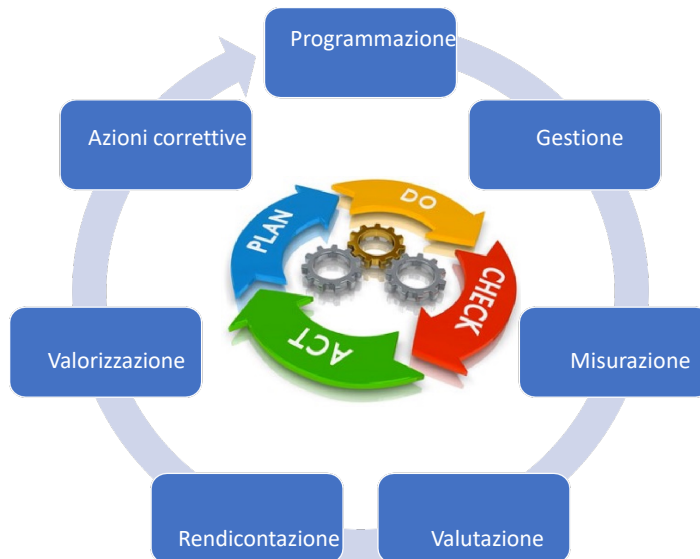 Programmazione
Gestione
Misurazione
Valutazione
Rendicontazione
Valorizzazione
Azioni correttive
PLAN
DO
CHECK
ACT